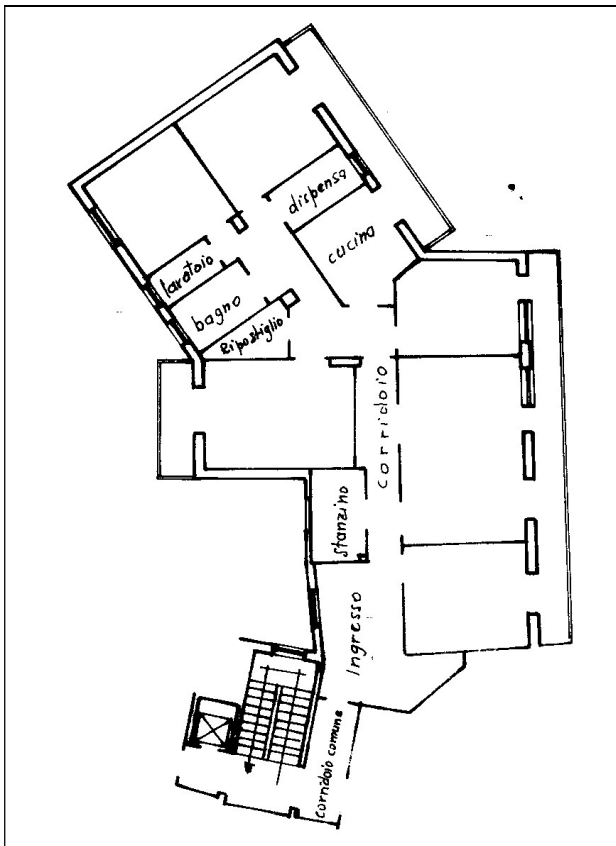 dispensa
cucina
lavatoio
bagno
Ripostiglio
corridoio
stanzino
Ingresso
corridoio comune